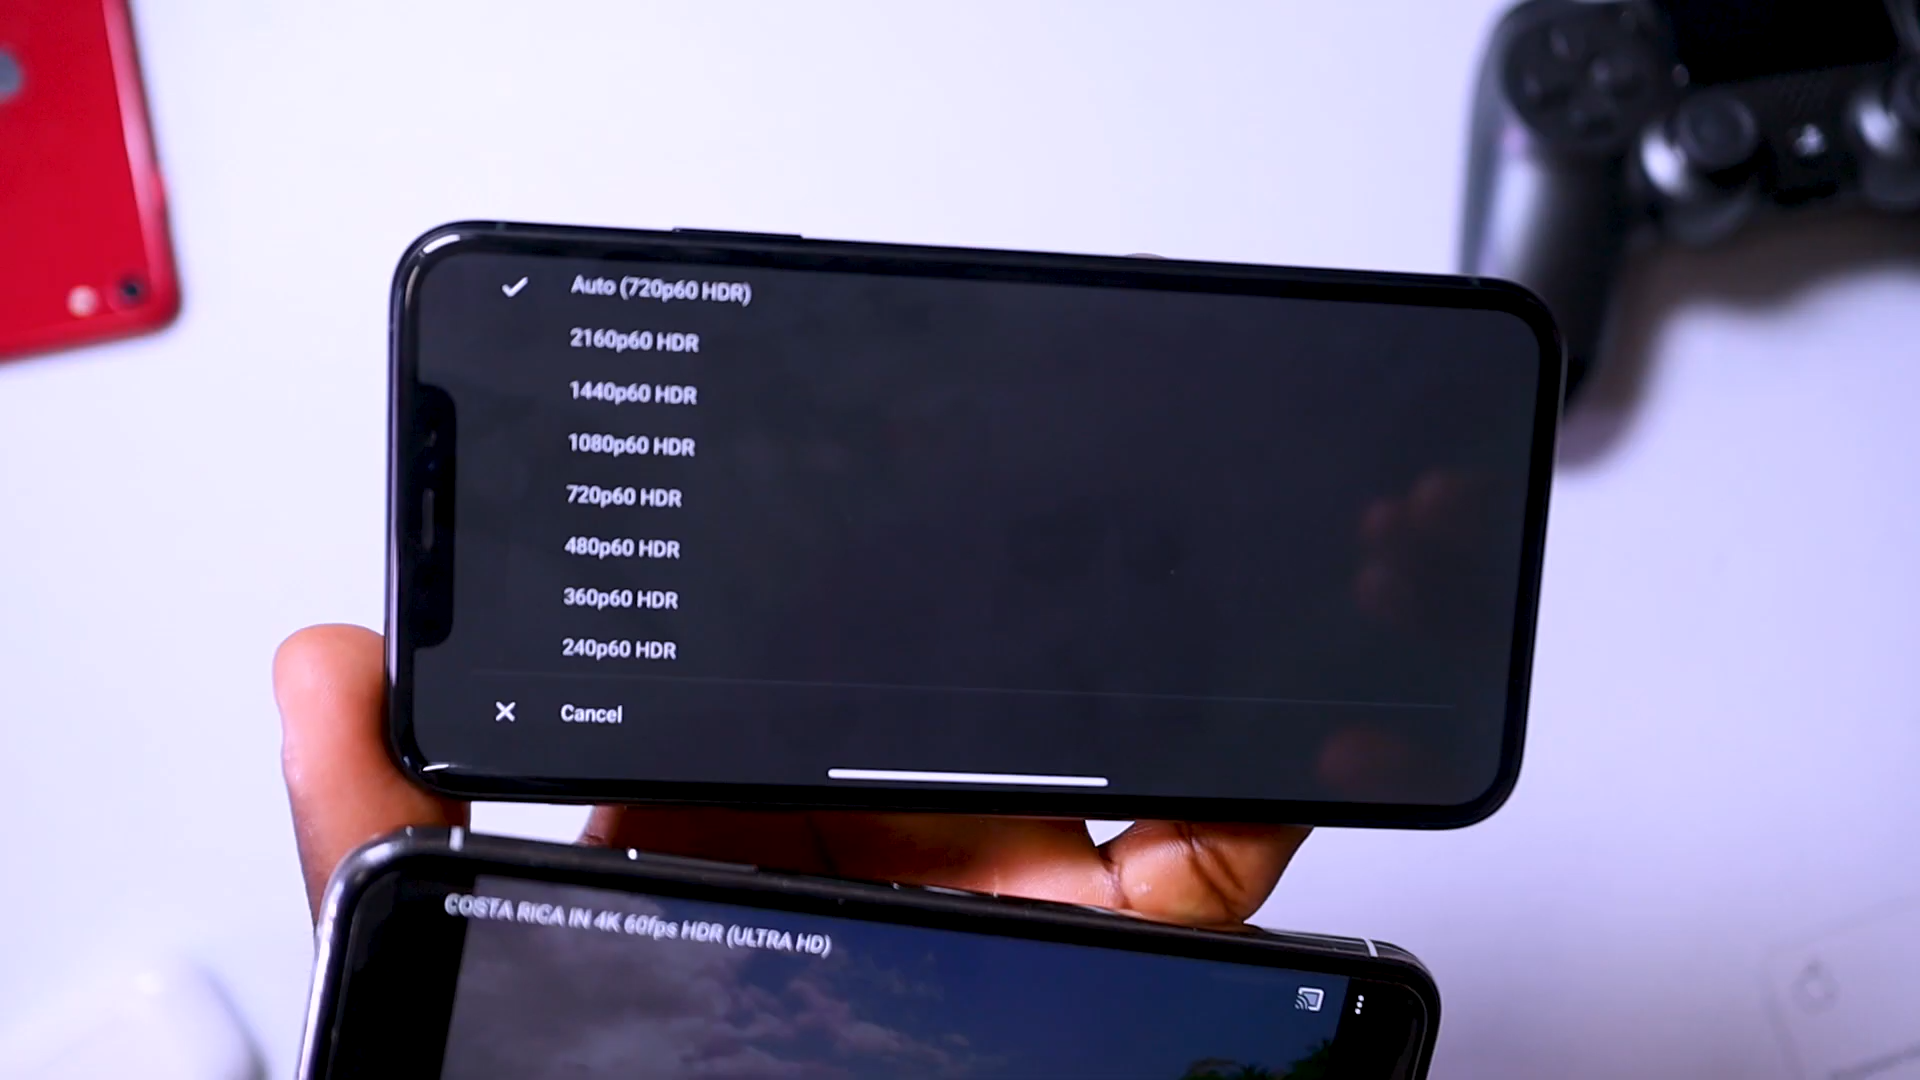 Auto (720p60 HDR)
2160p60 HDR
1440p60 HDR
1080p60 HDR
720p60 HDR
480p60 HDR
360p60 HDR
240p60 HDR
Cancel
COSTA RICA IN 4K 60fps HDR (ULTRA HD)